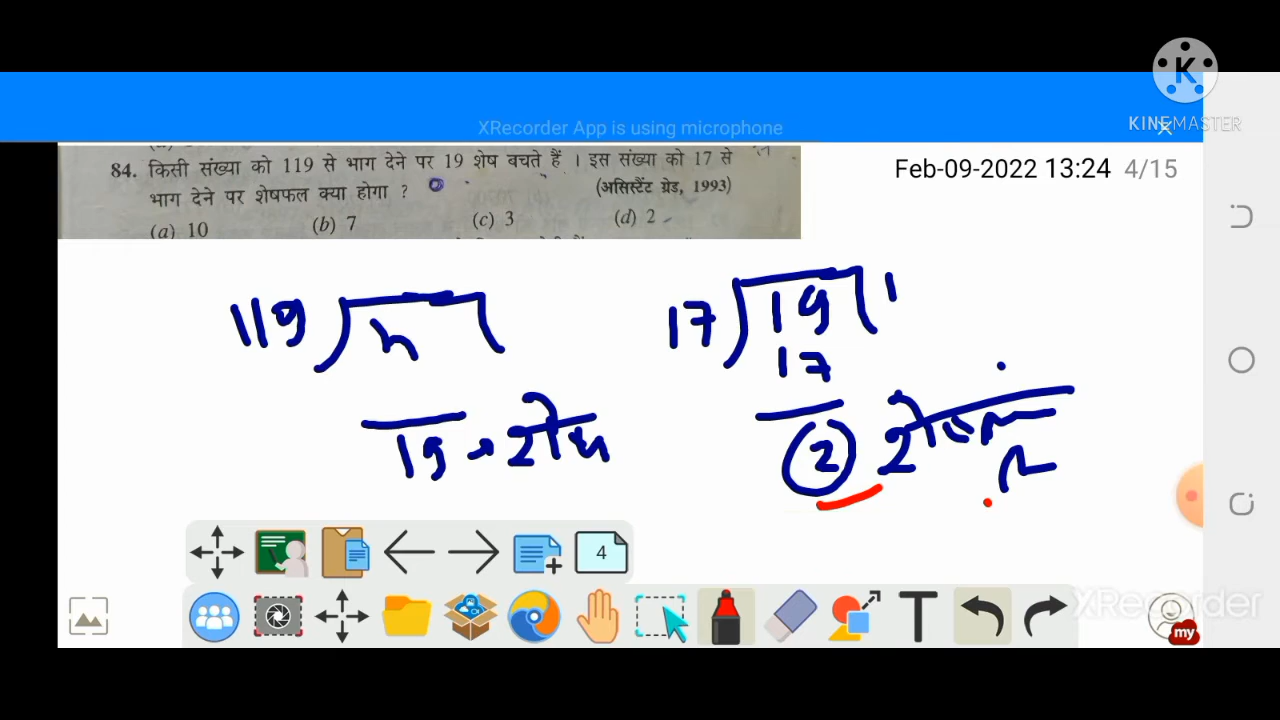 KINEMASTER
XRecorder App is using microphone
Feb-09-2022 13:24 4/15
84. किसी संख्या को 119 से भाग देने पर 19 शेष बचते हैं । इस संख्या को 17 से
भाग देने पर शेषफल क्या होगा ? (असिस्टैंट ग्रेड, 1993)
(a) 10 (b) 7 (c) 3 (d) 2
119 n 17 19 1
17
19 2
4
XRecorder
my